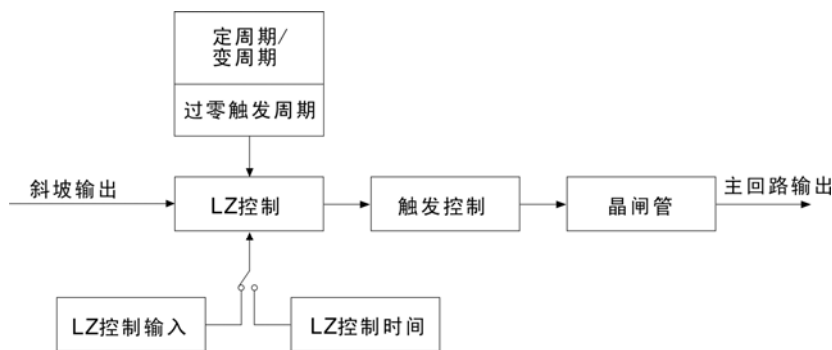 定周期/
变周期
过零触发周期
斜坡输出
LZ控制
触发控制
晶闸管
主回路输出
LZ控制输入
LZ控制时间